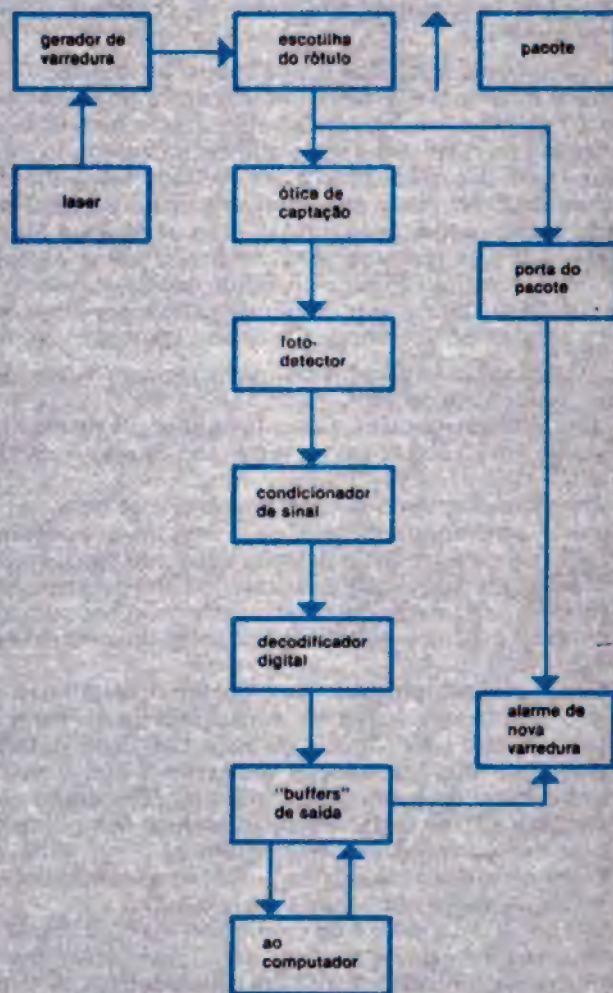 gerador de
varredura
escotilha
do rótulo
pacote
laser
ótica de
captação
porta do
pacote
foto-
detector
condicionador
de sinal
decodificador
digital
alarme de
nova
varredura
"buffers"
de saída
ao
computador